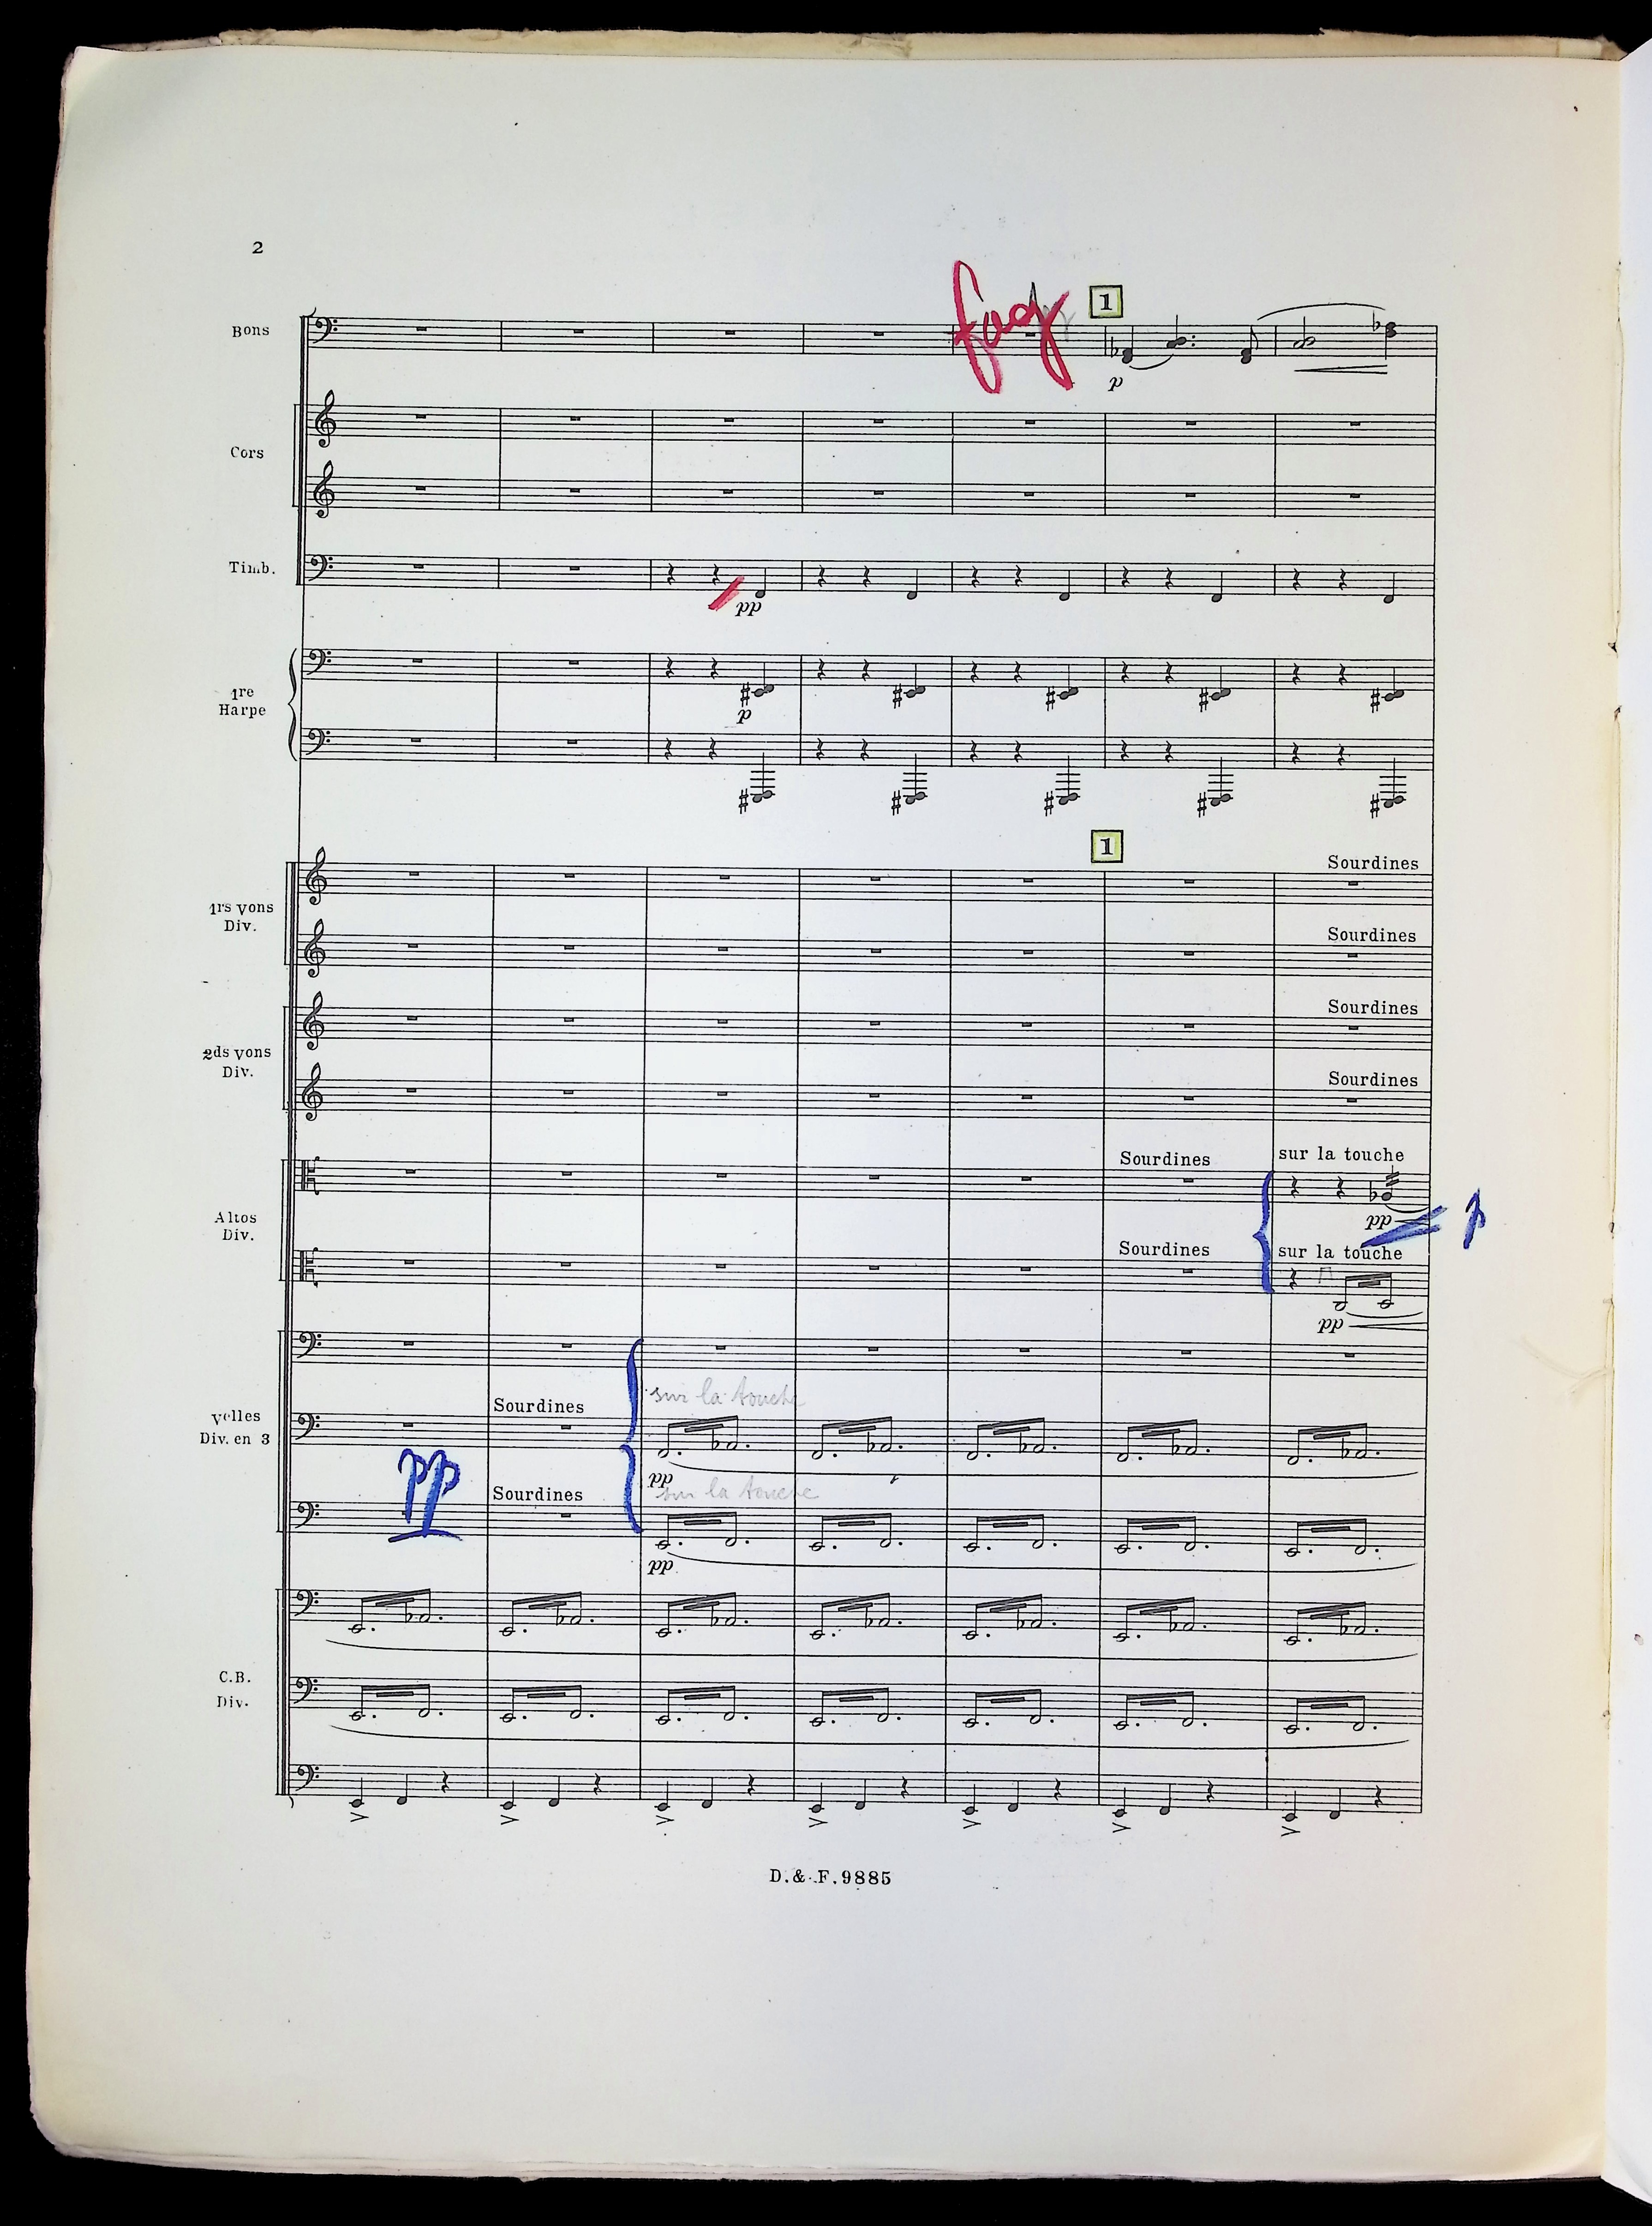 2
fag
1
Bons
p
Cors
Timb.
pp
1re
Harpe
p
1
Sourdines
1rs vons
Div.
Sourdines
Sourdines
2ds vons
Div.
Sourdines
Sourdines sur la touche
Altos
Div.
pp p
Sourdines sur la touche
pp
sur la touche
Sourdines
velles
Div. en 3
pp
pp
sur la touche
Sourdines
pp
C.B.
Div.
D. & F. 9885